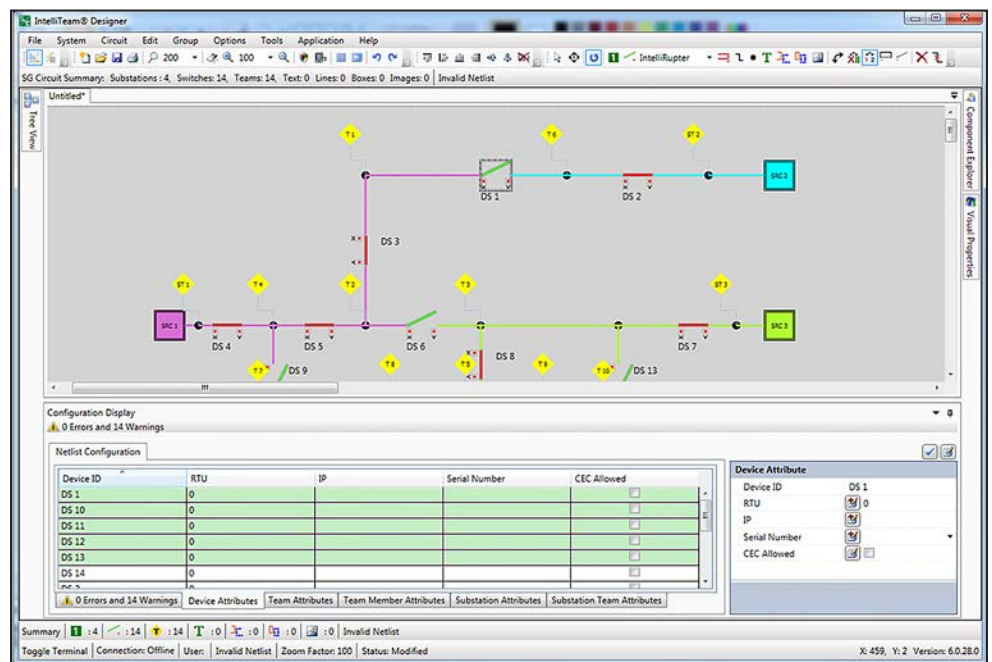 IntelliTeam® Designer
File System Circuit Edit Group Options Tools Application Help
200 100 IntelliRupter T
SG Circuit Summary: Substations : 4, Switches: 14, Teams: 14, Text: 0 Lines: 0 Boxes: 0 Images: 0 Invalid Netlist
Tree View
Untitled*
Component Explorer
Visual Properties
T 1
T 6
ST 2
SRC 2
DS 1
DS 2
X
Y
DS 3
ST 1
T 4
T 2
T 3
ST 3
SRC 1
SRC 3
DS 4
DS 5
DS 6
DS 8
DS 7
T 7
DS 9
T 8
T 5
T 9
T 10
DS 13
Configuration Display
0 Errors and 14 Warnings
Netlist Configuration
Device ID RTU IP Serial Number CEC Allowed
DS 1 0
DS 10 0
DS 11 0
DS 12 0
DS 13 0
DS 14 0
Device Attribute
Device ID DS 1
RTU 0
IP
Serial Number
CEC Allowed
0 Errors and 14 Warnings Device Attributes Team Attributes Team Member Attributes Substation Attributes Substation Team Attributes
Summary 1 :4 :14 T :14 T :0 :0 :0 :0 Invalid Netlist
Toggle Terminal Connection: Offline User: Invalid Netlist Zoom Factor: 100 Status: Modified X: 459, Y: 2 Version: 6.0.28.0